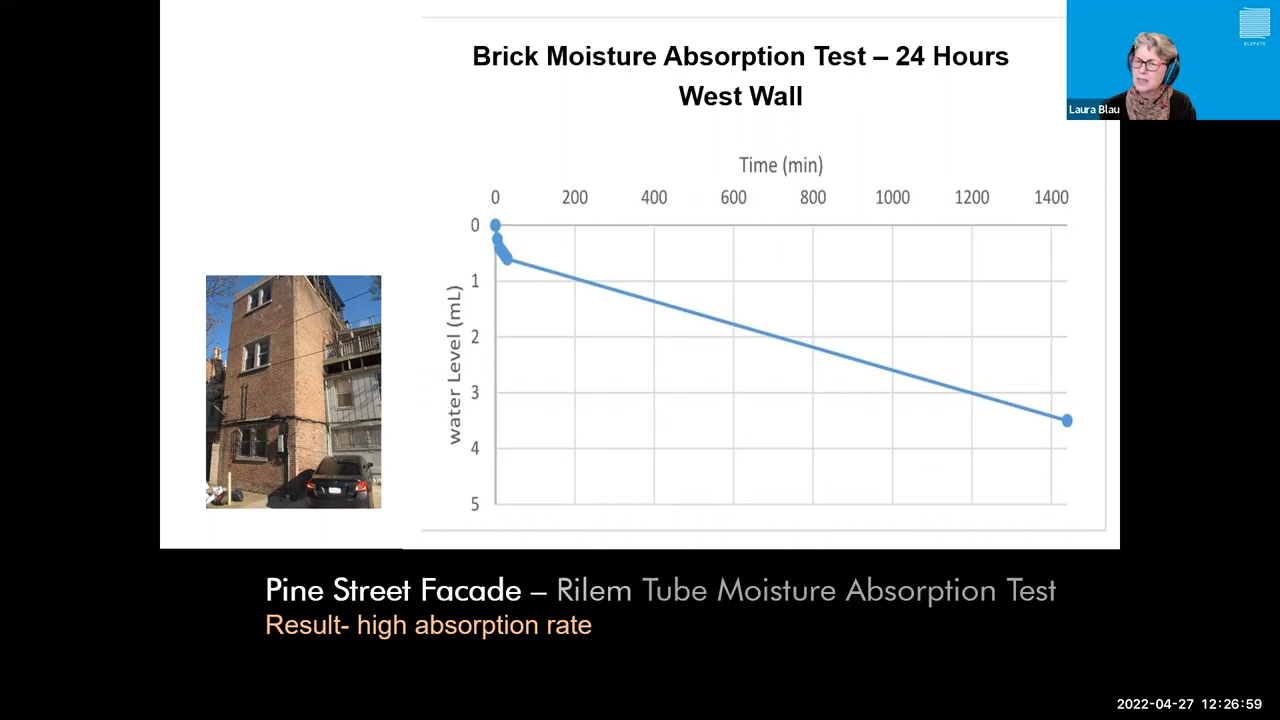 Brick Moisture Absorption Test – 24 Hours
West Wall
Laura Blau
BLUPATH
Time (min)
0 200 400 600 800 1000 1200 1400
0
1
2
3
4
5
water Level (mL)
Pine Street Facade – Rilem Tube Moisture Absorption Test
Result- high absorption rate
2022-04-27 12:26:59